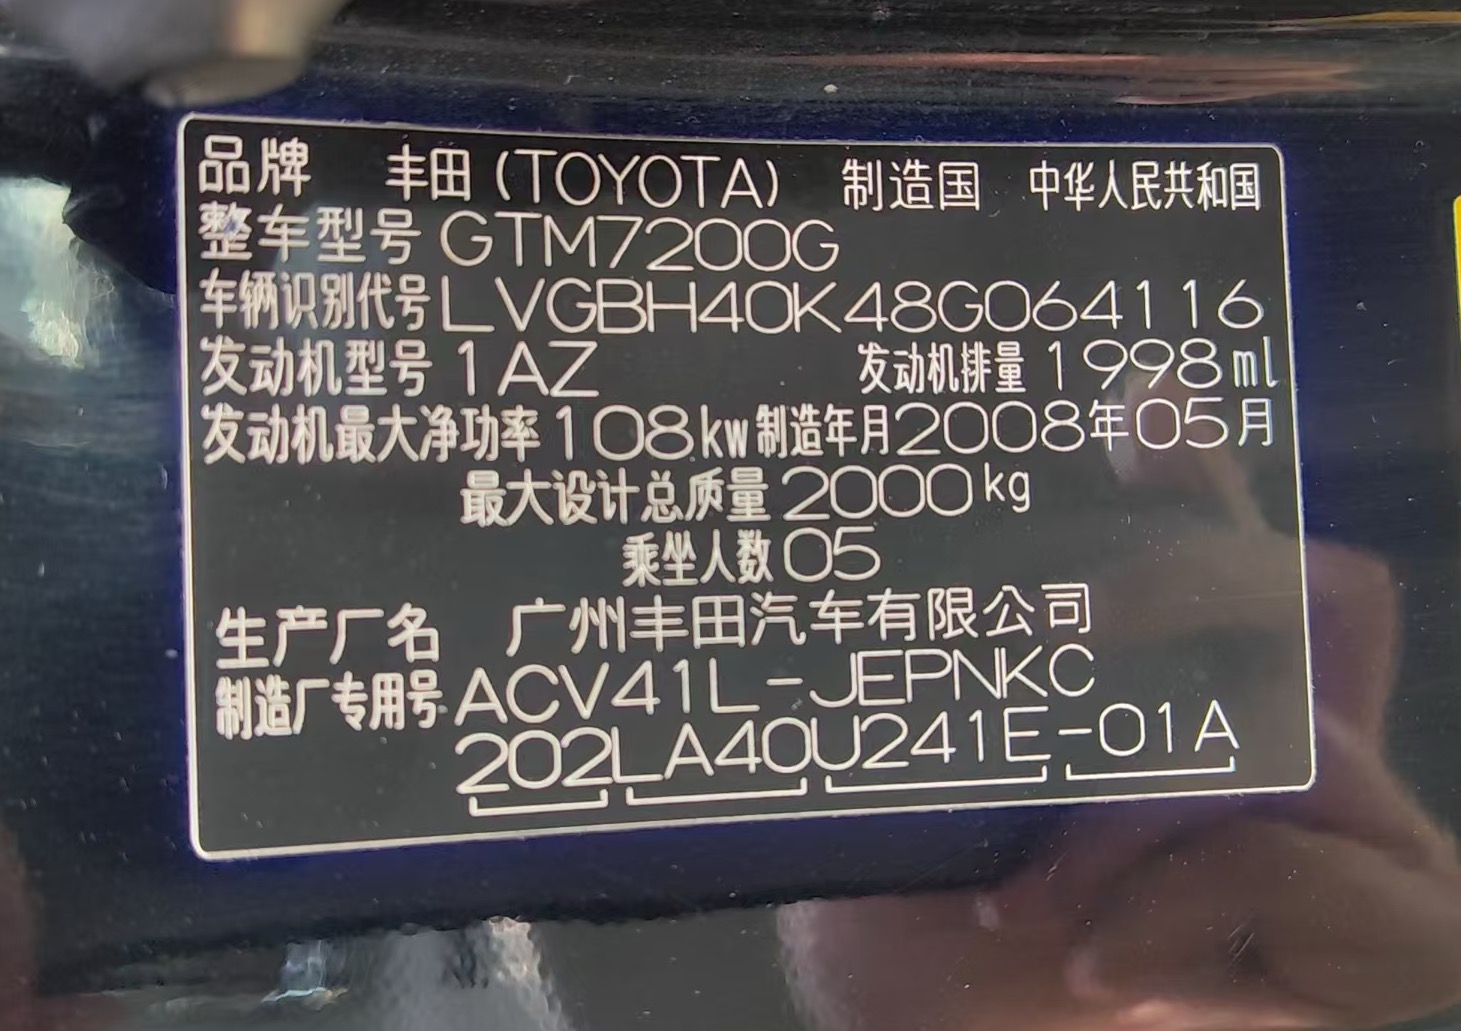 品牌 丰田(TOYOTA) 制造国 中华人民共和国
整车型号 GTM7200G
车辆识别代号 LVGBH40K48G064116
发动机型号 1AZ 发动机排量 1998ml
发动机最大净功率 108kw 制造年月 2008年05月
最大设计总质量 2000kg
乘坐人数 05
生产厂名 广州丰田汽车有限公司
制造厂专用号 ACV41L-JEPNKC
202LA40U241E-01A